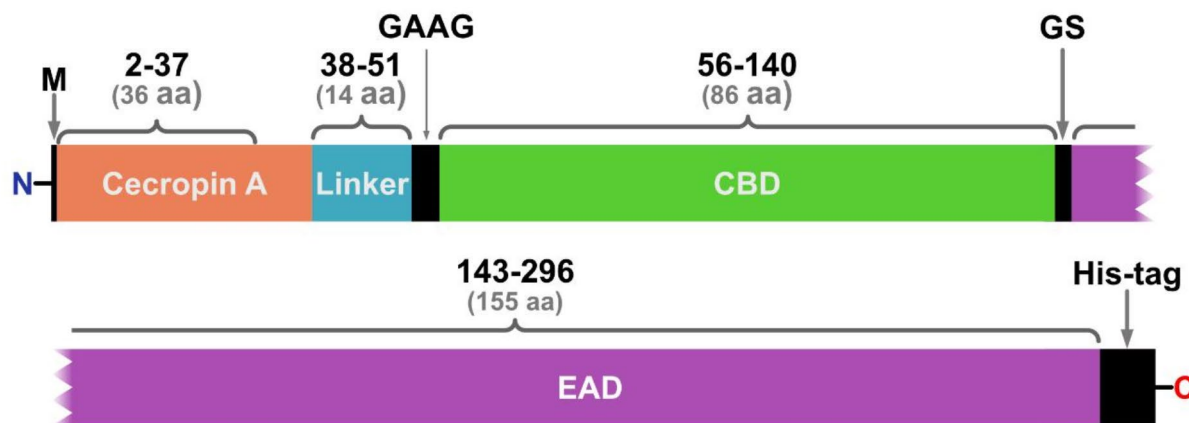 GAAG
GS
2-37
38-51
56-140
M
(36 aa)
(14 aa)
(86 aa)
N
Cecropin A
Linker
CBD
143-296
His-tag
(155 aa)
EAD
C